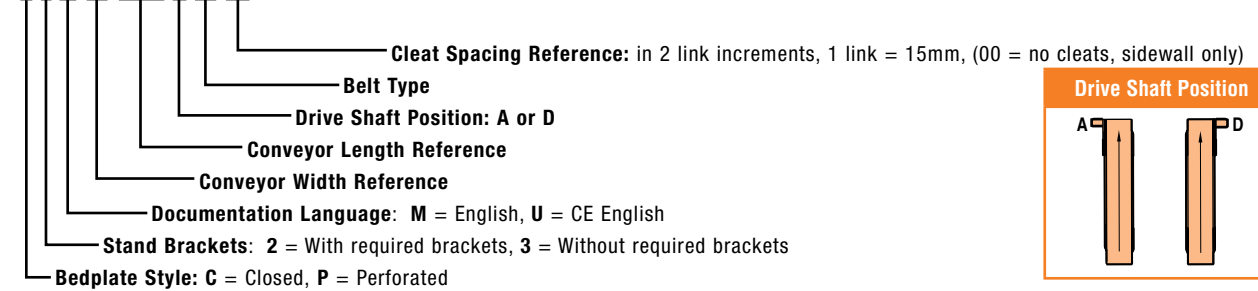 Cleat Spacing Reference: in 2 link increments, 1 link = 15mm, (00 = no cleats, sidewall only)
Belt Type
Drive Shaft Position: A or D
Conveyor Length Reference
Conveyor Width Reference
Documentation Language: M = English, U = CE English
Stand Brackets: 2 = With required brackets, 3 = Without required brackets
Bedplate Style: C = Closed, P = Perforated
Drive Shaft Position
A D